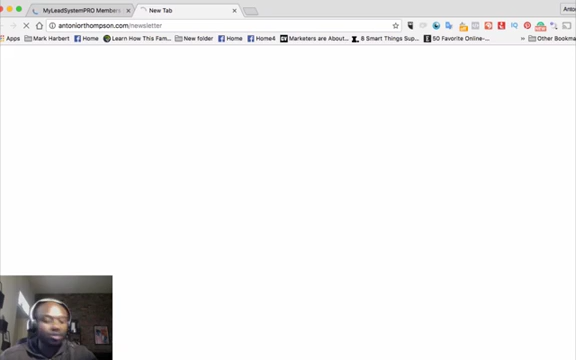 MyLeadSystemPRO Members
New Tab
Anto
antoniorthompson.com/newsletter
Apps
Mark Harbert
Home
Learn How This Fam...
New folder
Home
Home4
Marketers are About...
8 Smart Things Sup...
50 Favorite Online-...
» Other Bookma